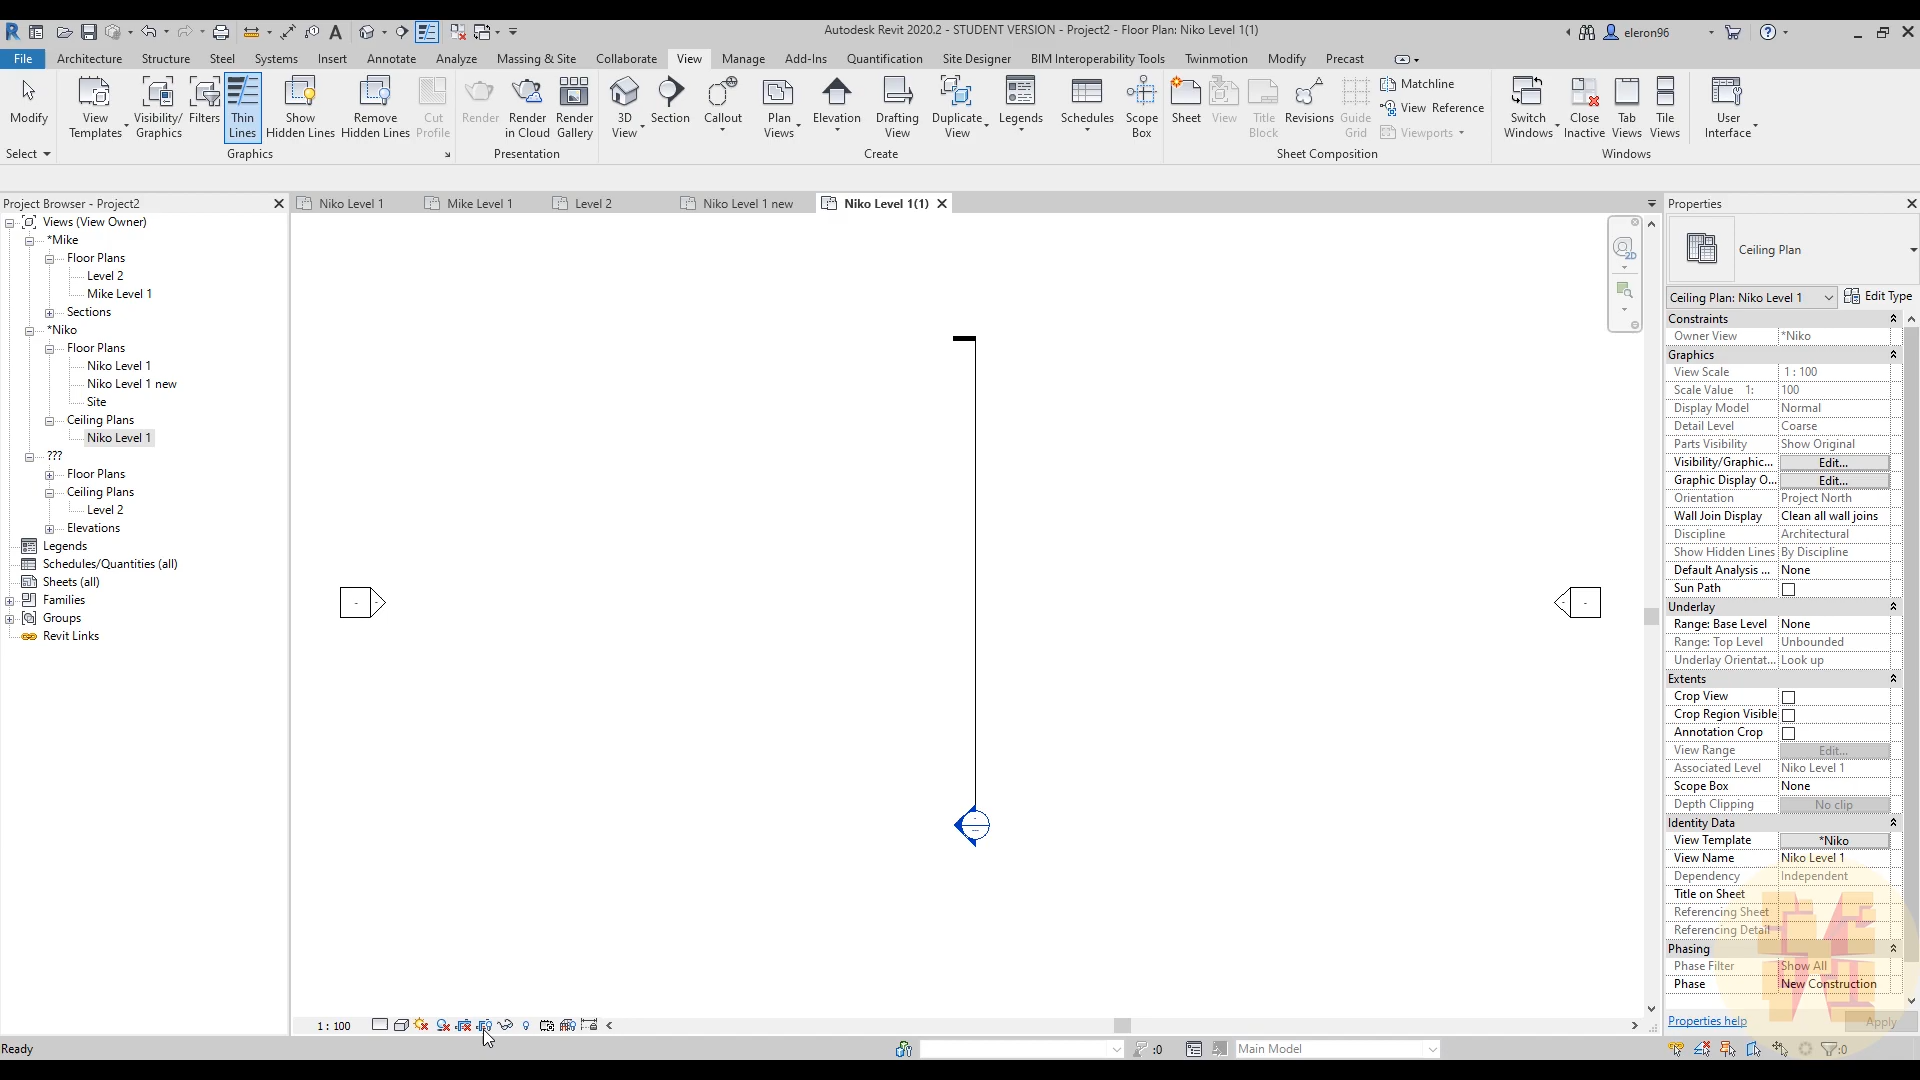 Autodesk Revit 2020.2 - STUDENT VERSION - Project2 - Floor Plan: Niko Level 1(1)
eleron96
File Architecture Structure Steel Systems Insert Annotate Analyze Massing & Site Collaborate View Manage Add-Ins Quantification Site Designer BIM Interoperability Tools Twinmotion Modify Precast
Modify
View Templates
Visibility/ Graphics
Filters
Thin Lines
Show Hidden Lines
Remove Hidden Lines
Cut Profile
Render
Render in Cloud
Render Gallery
3D View
Section
Callout
Plan Views
Elevation
Drafting View
Duplicate View
Legends
Schedules
Scope Box
Sheet
View
Title Block
Revisions
Guide Grid
Matchline
View Reference
Viewports
Switch Windows
Close Inactive
Tab Views
Tile Views
User Interface
Select Graphics Presentation Create Sheet Composition Windows
Project Browser - Project2
Niko Level 1 Mike Level 1 Level 2 Niko Level 1 new Niko Level 1(1)
Views (View Owner)
*Mike
Floor Plans
Level 2
Mike Level 1
Sections
*Niko
Floor Plans
Niko Level 1
Niko Level 1 new
Site
Ceiling Plans
Niko Level 1
???
Floor Plans
Ceiling Plans
Level 2
Elevations
Legends
Schedules/Quantities (all)
Sheets (all)
Families
Groups
Revit Links
2D
Properties
Ceiling Plan
Ceiling Plan: Niko Level 1 Edit Type
Constraints
Owner View *Niko
Graphics
View Scale 1 : 100
Scale Value 1: 100
Display Model Normal
Detail Level Coarse
Parts Visibility Show Original
Visibility/Graphic... Edit...
Graphic Display O... Edit...
Orientation Project North
Wall Join Display Clean all wall joins
Discipline Architectural
Show Hidden Lines By Discipline
Default Analysis ... None
Sun Path
Underlay
Range: Base Level None
Range: Top Level Unbounded
Underlay Orientat... Look up
Extents
Crop View
Crop Region Visible
Annotation Crop
View Range Edit...
Associated Level Niko Level 1
Scope Box None
Depth Clipping No clip
Identity Data
View Template *Niko
View Name Niko Level 1
Dependency Independent
Title on Sheet
Referencing Sheet
Referencing Detail
Phasing
Phase Filter Show All
Phase New Construction
Properties help Apply
1 : 100
Ready :0 Main Model :0